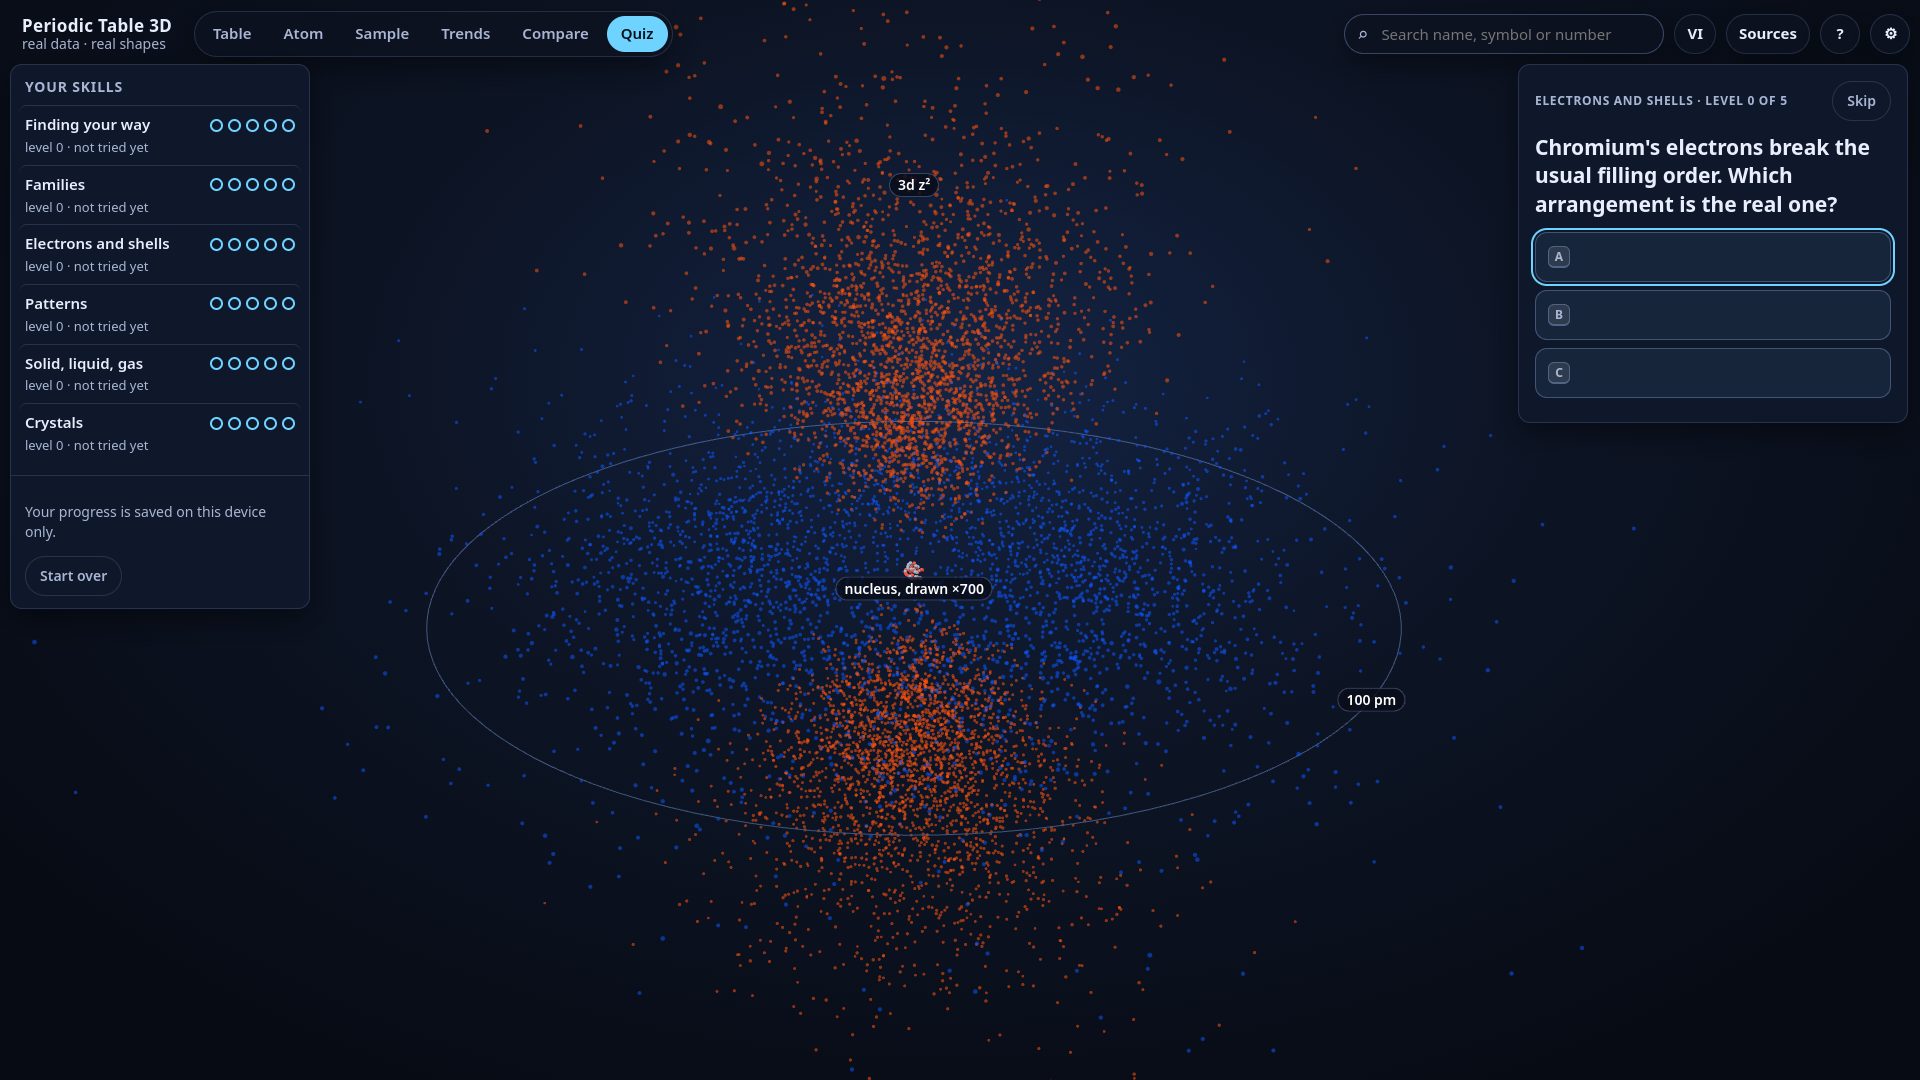 Periodic Table 3D
real data · real shapes
Table
Atom
Sample
Trends
Compare
Quiz
Search name, symbol or number
VI
Sources
?
YOUR SKILLS
Finding your way
level 0 · not tried yet
Families
level 0 · not tried yet
Electrons and shells
level 0 · not tried yet
Patterns
level 0 · not tried yet
Solid, liquid, gas
level 0 · not tried yet
Crystals
level 0 · not tried yet
Your progress is saved on this device
only.
Start over
3d z²
nucleus, drawn ×700
100 pm
ELECTRONS AND SHELLS · LEVEL 0 OF 5
Skip
Chromium's electrons break the
usual filling order. Which
arrangement is the real one?
A
B
C